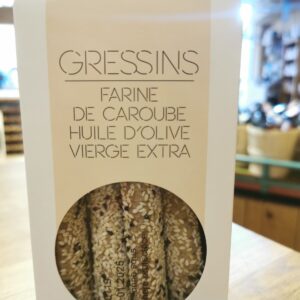 GRESSINS
FARINE
DE CAROUBE
HUILE D'OLIVE
VIERGE EXTRA